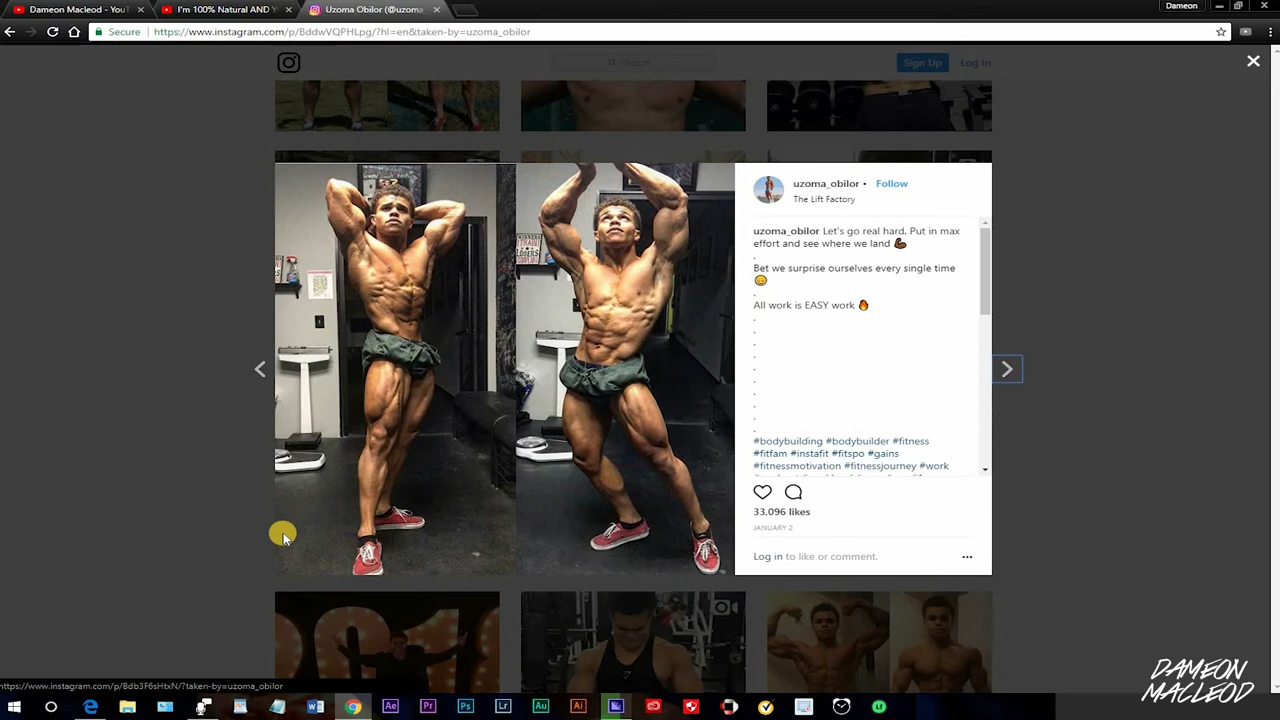 Dameon Macleod - YouT
I'm 100% Natural AND Y
Uzoma Obilor (@uzoma_
Dameon
Secure
https://www.instagram.com/p/BddwVQPHLpg/?hl=en&taken-by=uzoma_obilor
Search
Sign Up
Log In
uzoma_obilor • Follow
The Lift Factory
uzoma_obilor Let's go real hard. Put in max
effort and see where we land
.
Bet we surprise ourselves every single time
.
All work is EASY work
.
.
.
.
.
.
.
.
.
.
#bodybuilding #bodybuilder #fitness
#fitfam #instafit #fitspo #gains
#fitnessmotivation #fitnessjourney #work
33,096 likes
JANUARY 2
Log in to like or comment.
https://www.instagram.com/p/Bdb3F6sHtxN/?taken-by=uzoma_obilor
DAMEON
MACLEOD